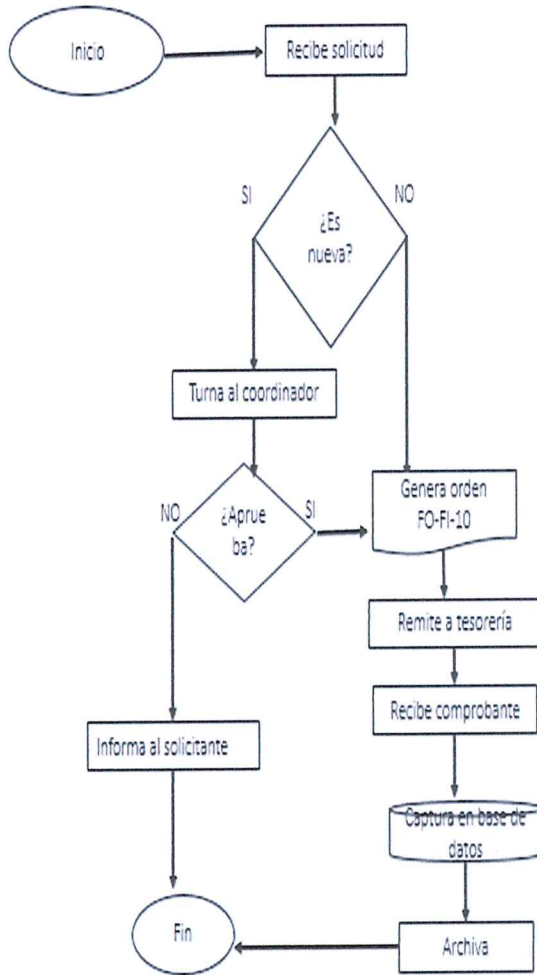 Inicio
Recibe solicitud
SI
NO
¿Es
nueva?
Turna al coordinador
NO
¿Aprue
ba?
SI
Genera orden
FO-FI-10
Remite a tesorería
Recibe comprobante
Informa al solicitante
Captura en base de
datos
Fin
Archiva